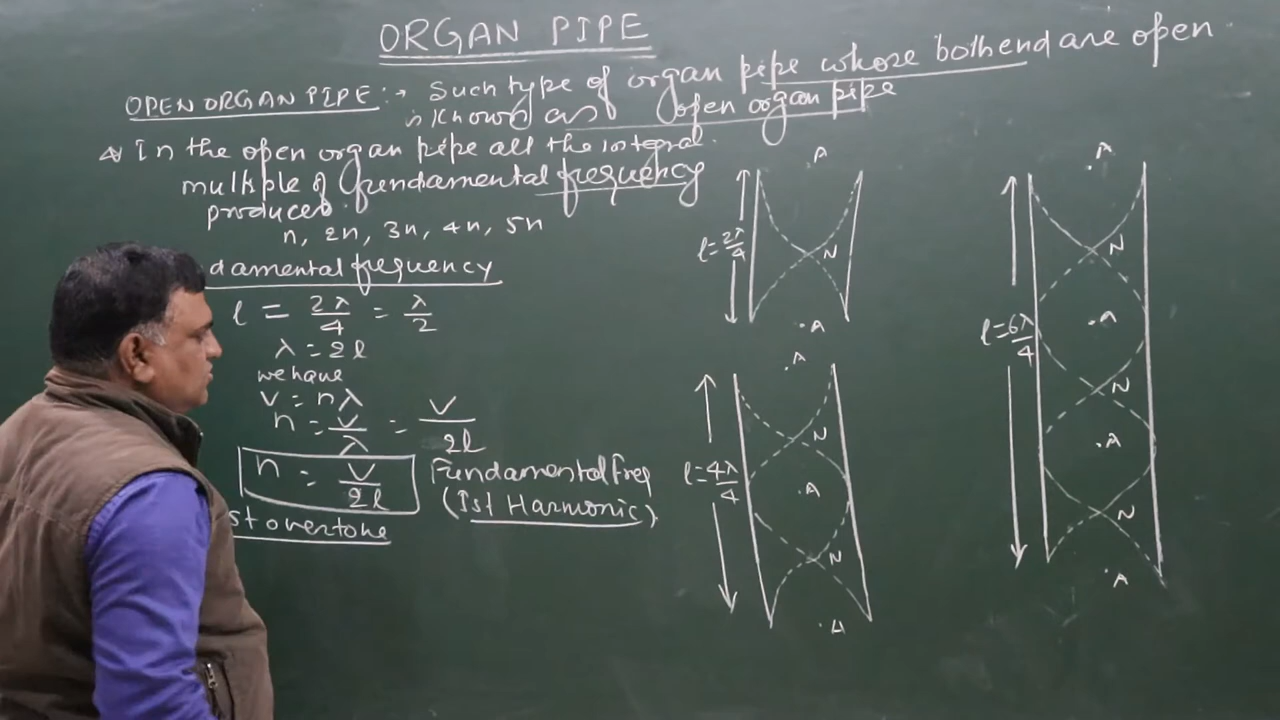 ORGAN PIPE
OPEN ORGAN PIPE :→ Such type of organ pipe whose both end are open
is known as open organ pipe
In the open organ pipe all the integral
multiple of fundamental frequency
produced.
n, 2n, 3n, 4n, 5n
damental frequency
l = 2λ/4 = λ/2
λ = 2l
we have
v = nλ
n = v/λ = v/2l
n = v/2l Fundamental Freq
(Ist Harmonic)
st overtone
A
l = 2λ/4
N
A
A
N
l = 4λ/4
A
N
A
A
N
l = 6λ/4
A
N
A
N
A